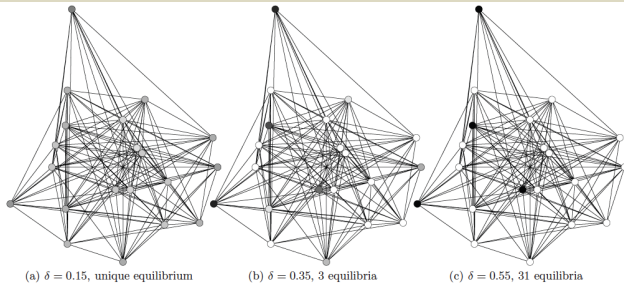 (a) δ = 0.15, unique equilibrium
(b) δ = 0.35, 3 equilibria
(c) δ = 0.55, 31 equilibria